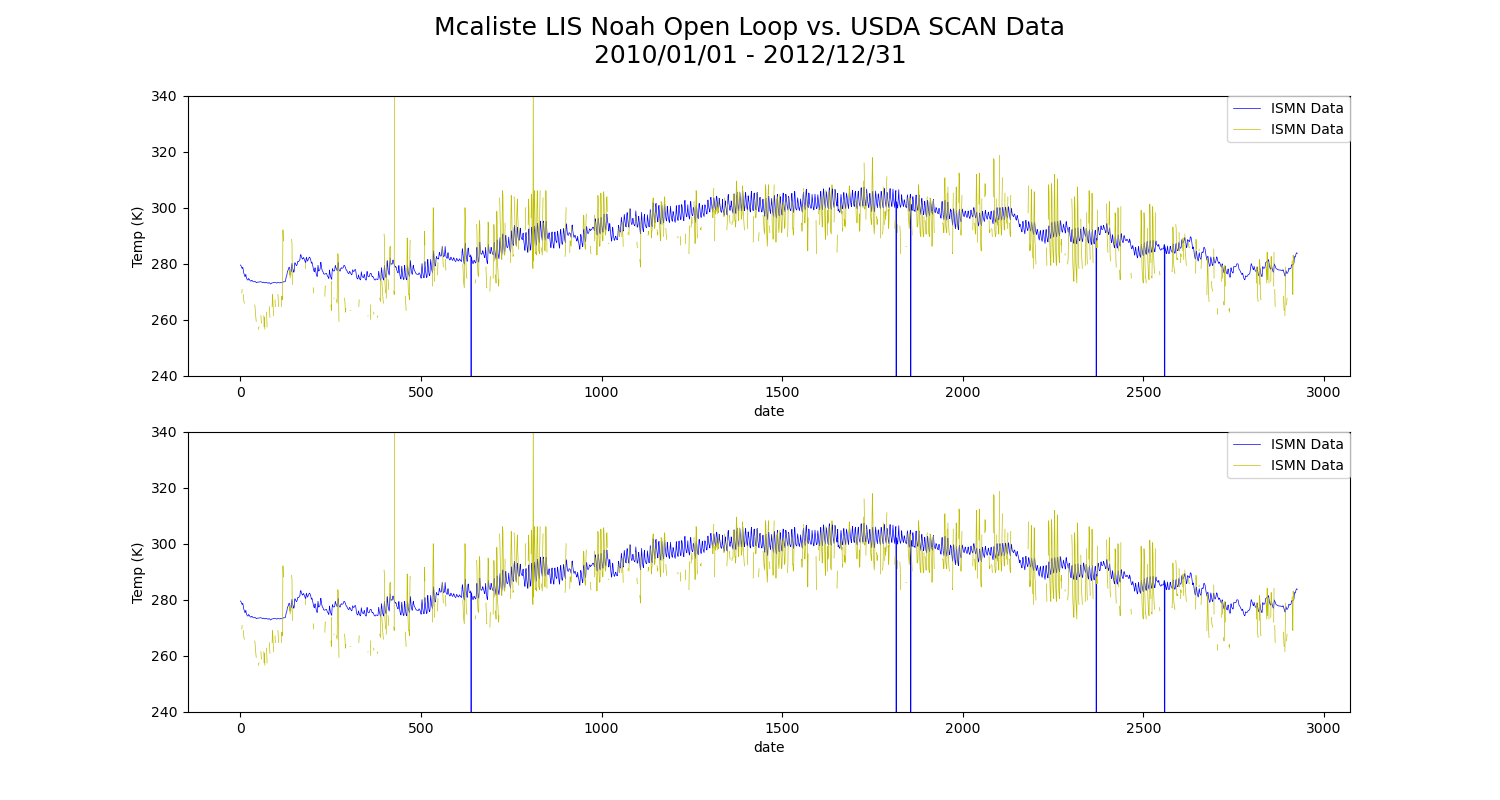 Mcaliste LIS Noah Open Loop vs. USDA SCAN Data
2010/01/01 - 2012/12/31
340
320
300
280
260
240
Temp (K)
ISMN Data
ISMN Data
0 500 1000 1500 2000 2500 3000
date
340
320
300
280
260
240
Temp (K)
ISMN Data
ISMN Data
0 500 1000 1500 2000 2500 3000
date